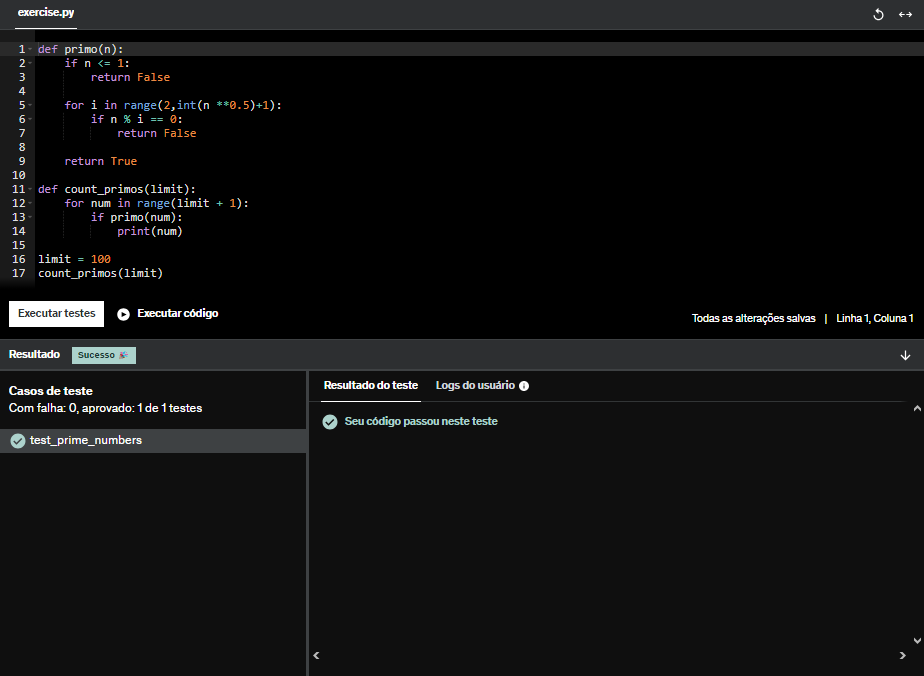 exercise.py
1 def primo(n):
2     if n <= 1:
3         return False
4
5     for i in range(2,int(n **0.5)+1):
6         if n % i == 0:
7             return False
8
9     return True
10
11 def count_primos(limit):
12     for num in range(limit + 1):
13         if primo(num):
14             print(num)
15
16 limit = 100
17 count_primos(limit)
Executar testes Executar código
Todas as alterações salvas | Linha 1, Coluna 1
Resultado Sucesso 🎉
Casos de teste
Com falha: 0, aprovado: 1 de 1 testes
test_prime_numbers
Resultado do teste Logs do usuário
Seu código passou neste teste